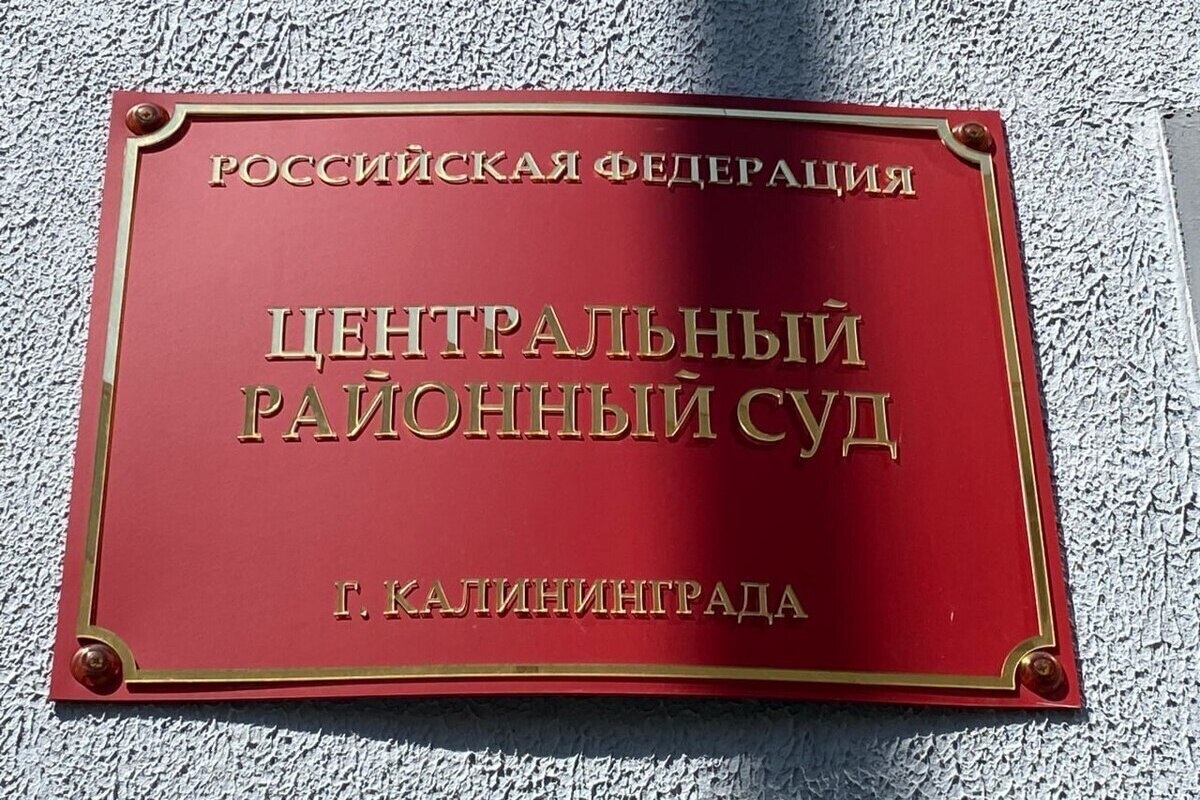 РОССИЙСКАЯ ФЕДЕРАЦИЯ
ЦЕНТРАЛЬНЫЙ
РАЙОННЫЙ СУД
Г. КАЛИНИНГРАДА